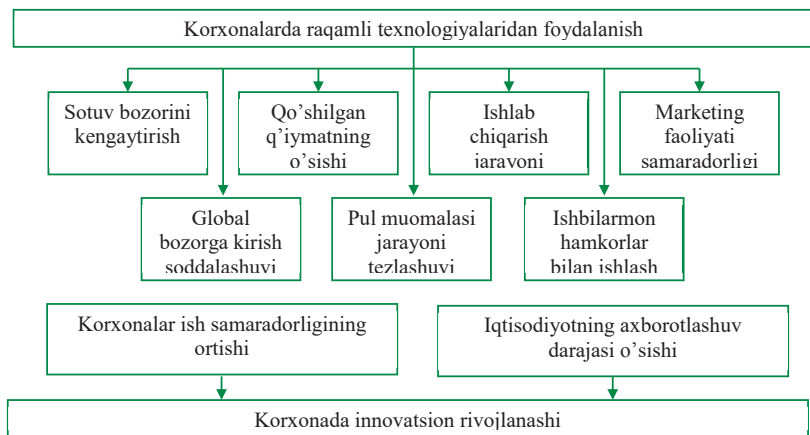 Korxonalarda raqamli texnologiyalaridan foydalanish
Sotuv bozorini
kengaytirish
Qo’shilgan
q’iymatning
o’sishi
Ishlab
chiqarish
jarayoni
Marketing
faoliyati
samaradorligi
Global
bozorga kirish
soddalashuvi
Pul muomalasi
jarayoni
tezlashuvi
Ishbilarmon
hamkorlar
bilan ishlash
Korxonalar ish samaradorligining
ortishi
Iqtisodiyotning axborotlashuv
darajasi o’sishi
Korxonada innovatsion rivojlanashi